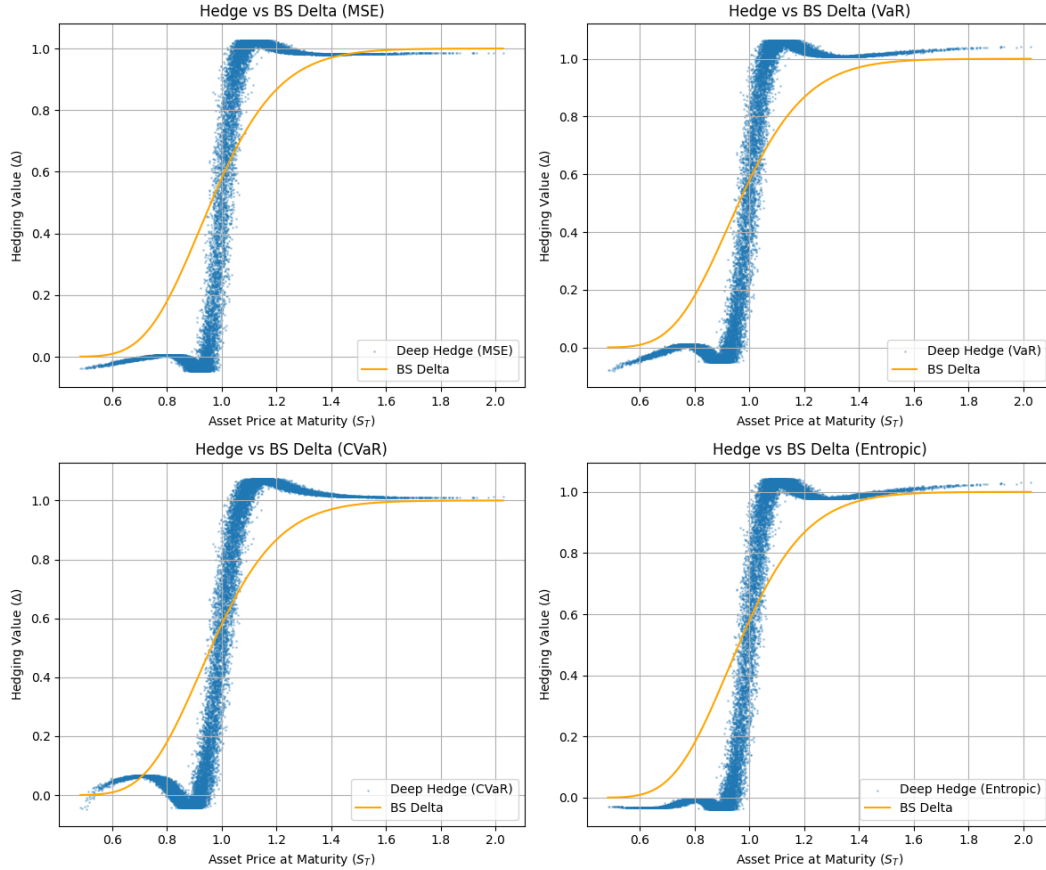 Hedge vs BS Delta (MSE)
Hedging Value (Δ)
1.0
0.8
0.6
0.4
0.2
0.0
Deep Hedge (MSE)
BS Delta
0.6 0.8 1.0 1.2 1.4 1.6 1.8 2.0
Asset Price at Maturity (S_T)
Hedge vs BS Delta (VaR)
Hedging Value (Δ)
1.0
0.8
0.6
0.4
0.2
0.0
Deep Hedge (VaR)
BS Delta
0.6 0.8 1.0 1.2 1.4 1.6 1.8 2.0
Asset Price at Maturity (S_T)
Hedge vs BS Delta (CVaR)
Hedging Value (Δ)
1.0
0.8
0.6
0.4
0.2
0.0
Deep Hedge (CVaR)
BS Delta
0.6 0.8 1.0 1.2 1.4 1.6 1.8 2.0
Asset Price at Maturity (S_T)
Hedge vs BS Delta (Entropic)
Hedging Value (Δ)
1.0
0.8
0.6
0.4
0.2
0.0
Deep Hedge (Entropic)
BS Delta
0.6 0.8 1.0 1.2 1.4 1.6 1.8 2.0
Asset Price at Maturity (S_T)